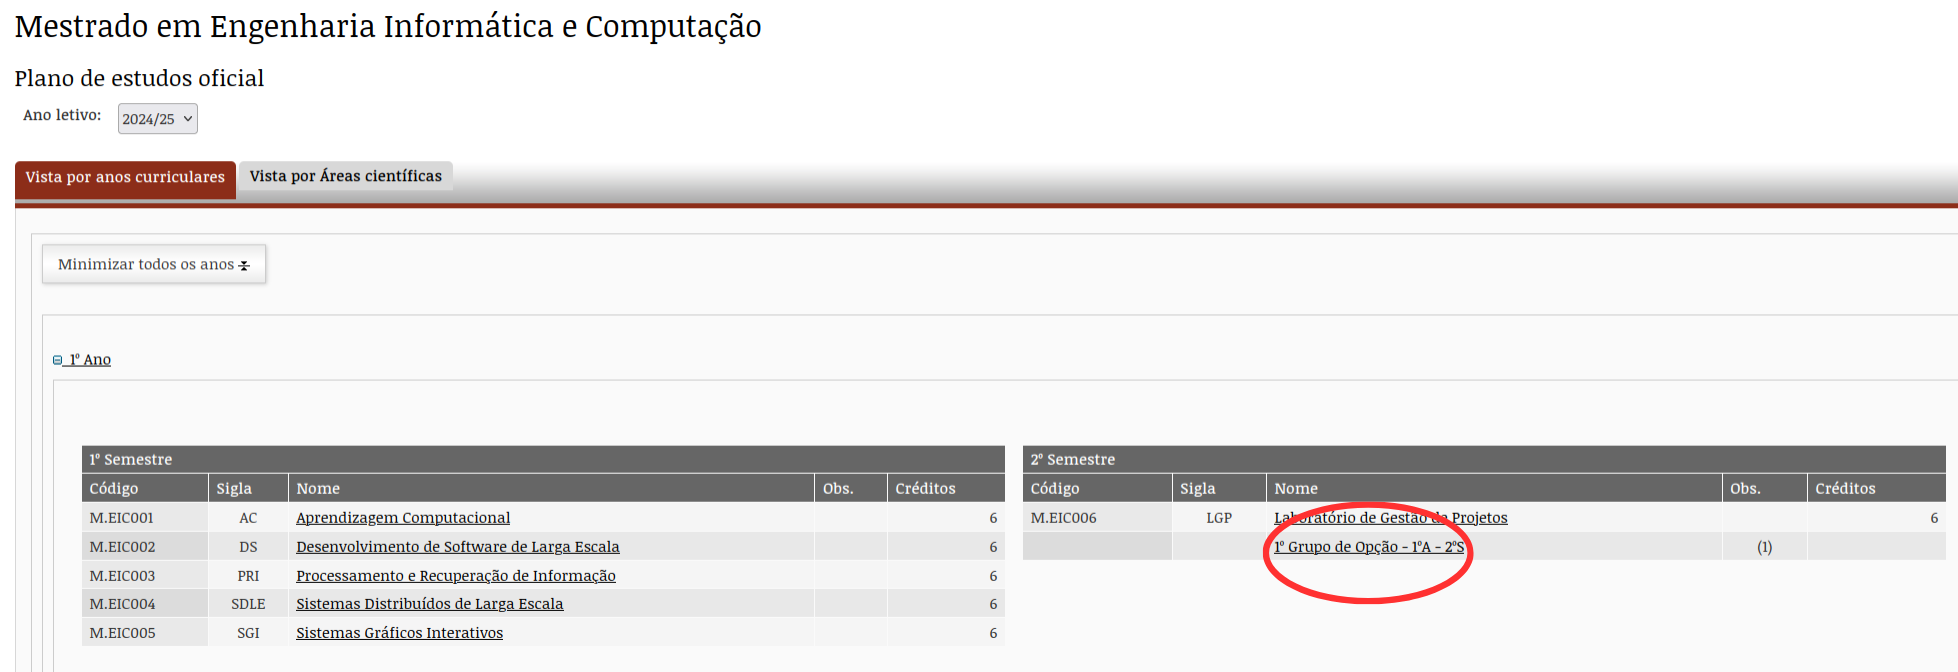 Mestrado em Engenharia Informática e Computação
Plano de estudos oficial
Ano letivo: 2024/25
Vista por anos curriculares Vista por Áreas científicas
Minimizar todos os anos
1º Ano
1º Semestre
Código Sigla Nome Obs. Créditos
M.EIC001 AC Aprendizagem Computacional 6
M.EIC002 DS Desenvolvimento de Software de Larga Escala 6
M.EIC003 PRI Processamento e Recuperação de Informação 6
M.EIC004 SDLE Sistemas Distribuídos de Larga Escala 6
M.EIC005 SGI Sistemas Gráficos Interativos 6
2º Semestre
Código Sigla Nome Obs. Créditos
M.EIC006 LGP Laboratório de Gestão de Projetos 6
1º Grupo de Opção - 1ºA - 2ºS (1)